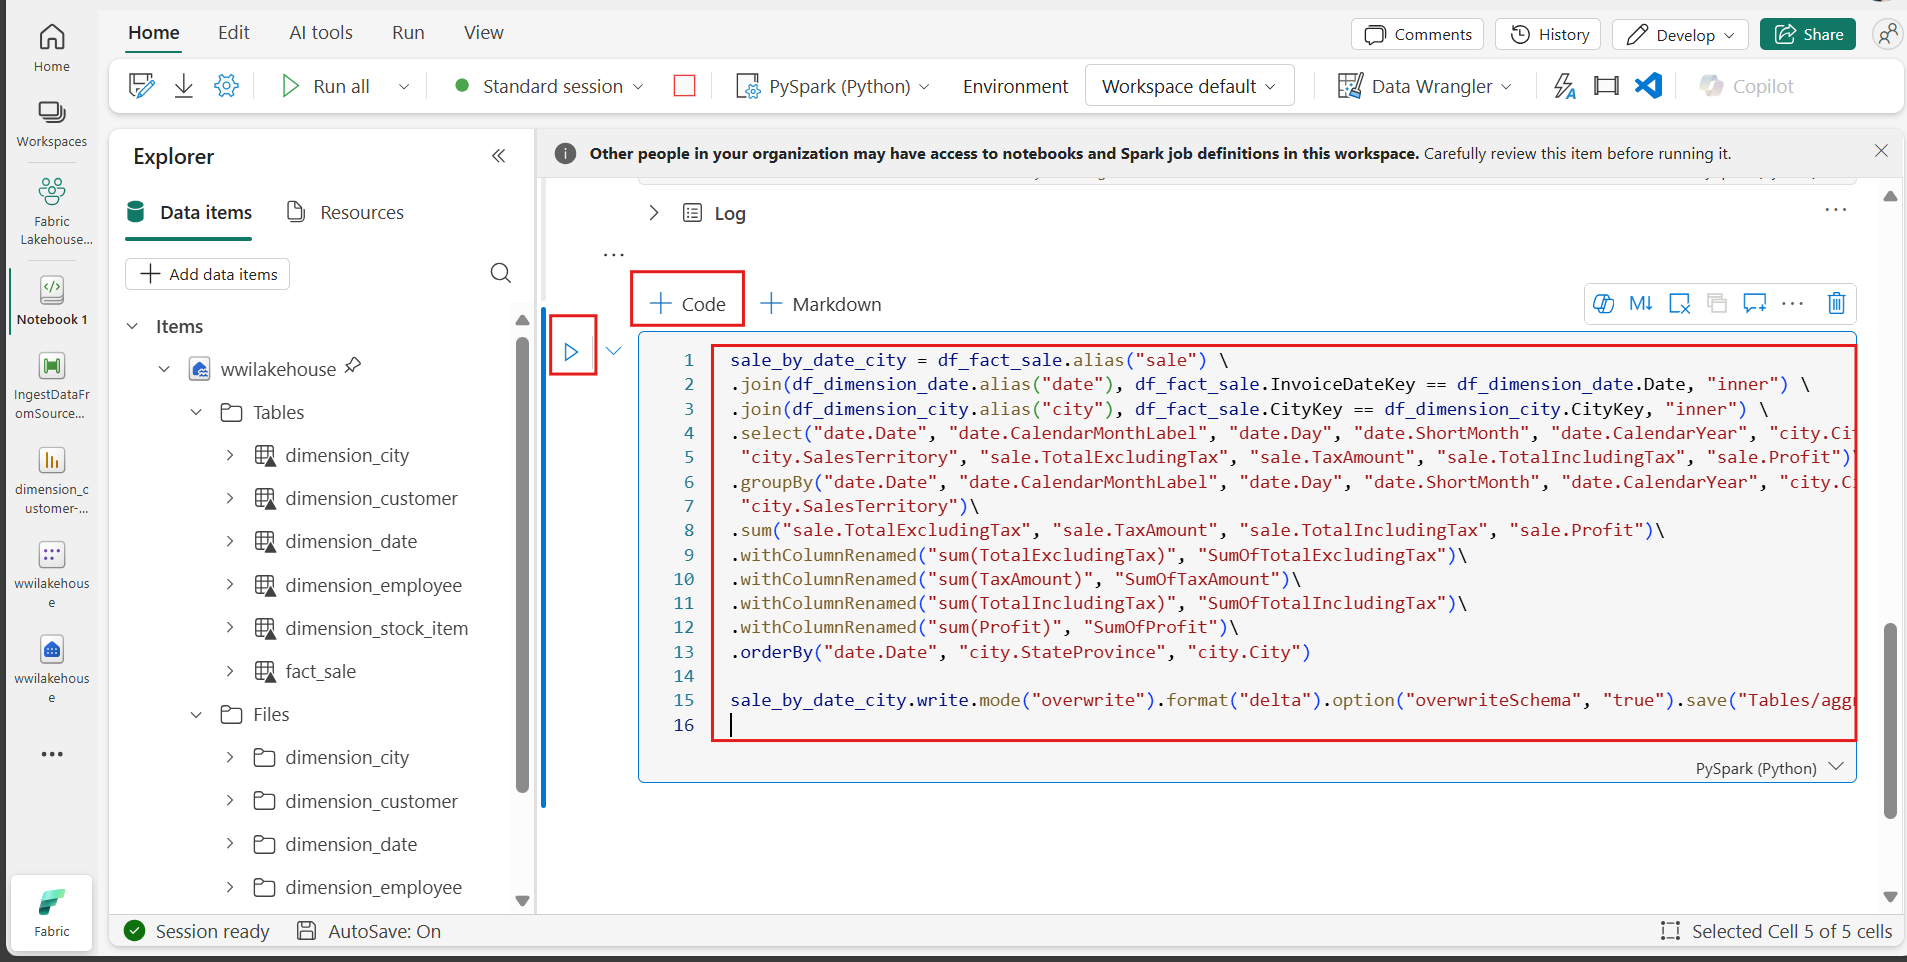 Home
Edit
AI tools
Run
View
Comments
History
Develop
Share
Run all
Standard session
PySpark (Python)
Environment
Workspace default
Data Wrangler
Copilot
Home
Workspaces
Fabric
Lakehouse...
Notebook 1
IngestDataFr
omSource...
dimension_c
ustomer-...
wwilakehous
e
wwilakehous
e
Fabric
Explorer
Data items
Resources
Add data items
Items
wwilakehouse
Tables
dimension_city
dimension_customer
dimension_date
dimension_employee
dimension_stock_item
fact_sale
Files
dimension_city
dimension_customer
dimension_date
dimension_employee
Other people in your organization may have access to notebooks and Spark job definitions in this workspace. Carefully review this item before running it.
Log
Code
Markdown
M↓
1 sale_by_date_city = df_fact_sale.alias("sale") \
2 .join(df_dimension_date.alias("date"), df_fact_sale.InvoiceDateKey == df_dimension_date.Date, "inner") \
3 .join(df_dimension_city.alias("city"), df_fact_sale.CityKey == df_dimension_city.CityKey, "inner") \
4 .select("date.Date", "date.CalendarMonthLabel", "date.Day", "date.ShortMonth", "date.CalendarYear", "city.Ci
5 "city.SalesTerritory", "sale.TotalExcludingTax", "sale.TaxAmount", "sale.TotalIncludingTax", "sale.Profit")\
6 .groupBy("date.Date", "date.CalendarMonthLabel", "date.Day", "date.ShortMonth", "date.CalendarYear", "city.Ci
7 "city.SalesTerritory")\
8 .sum("sale.TotalExcludingTax", "sale.TaxAmount", "sale.TotalIncludingTax", "sale.Profit")\
9 .withColumnRenamed("sum(TotalExcludingTax)", "SumOfTotalExcludingTax")\
10 .withColumnRenamed("sum(TaxAmount)", "SumOfTaxAmount")\
11 .withColumnRenamed("sum(TotalIncludingTax)", "SumOfTotalIncludingTax")\
12 .withColumnRenamed("sum(Profit)", "SumOfProfit")\
13 .orderBy("date.Date", "city.StateProvince", "city.City")
14
15 sale_by_date_city.write.mode("overwrite").format("delta").option("overwriteSchema", "true").save("Tables/agg
16
PySpark (Python)
Session ready
AutoSave: On
Selected Cell 5 of 5 cells